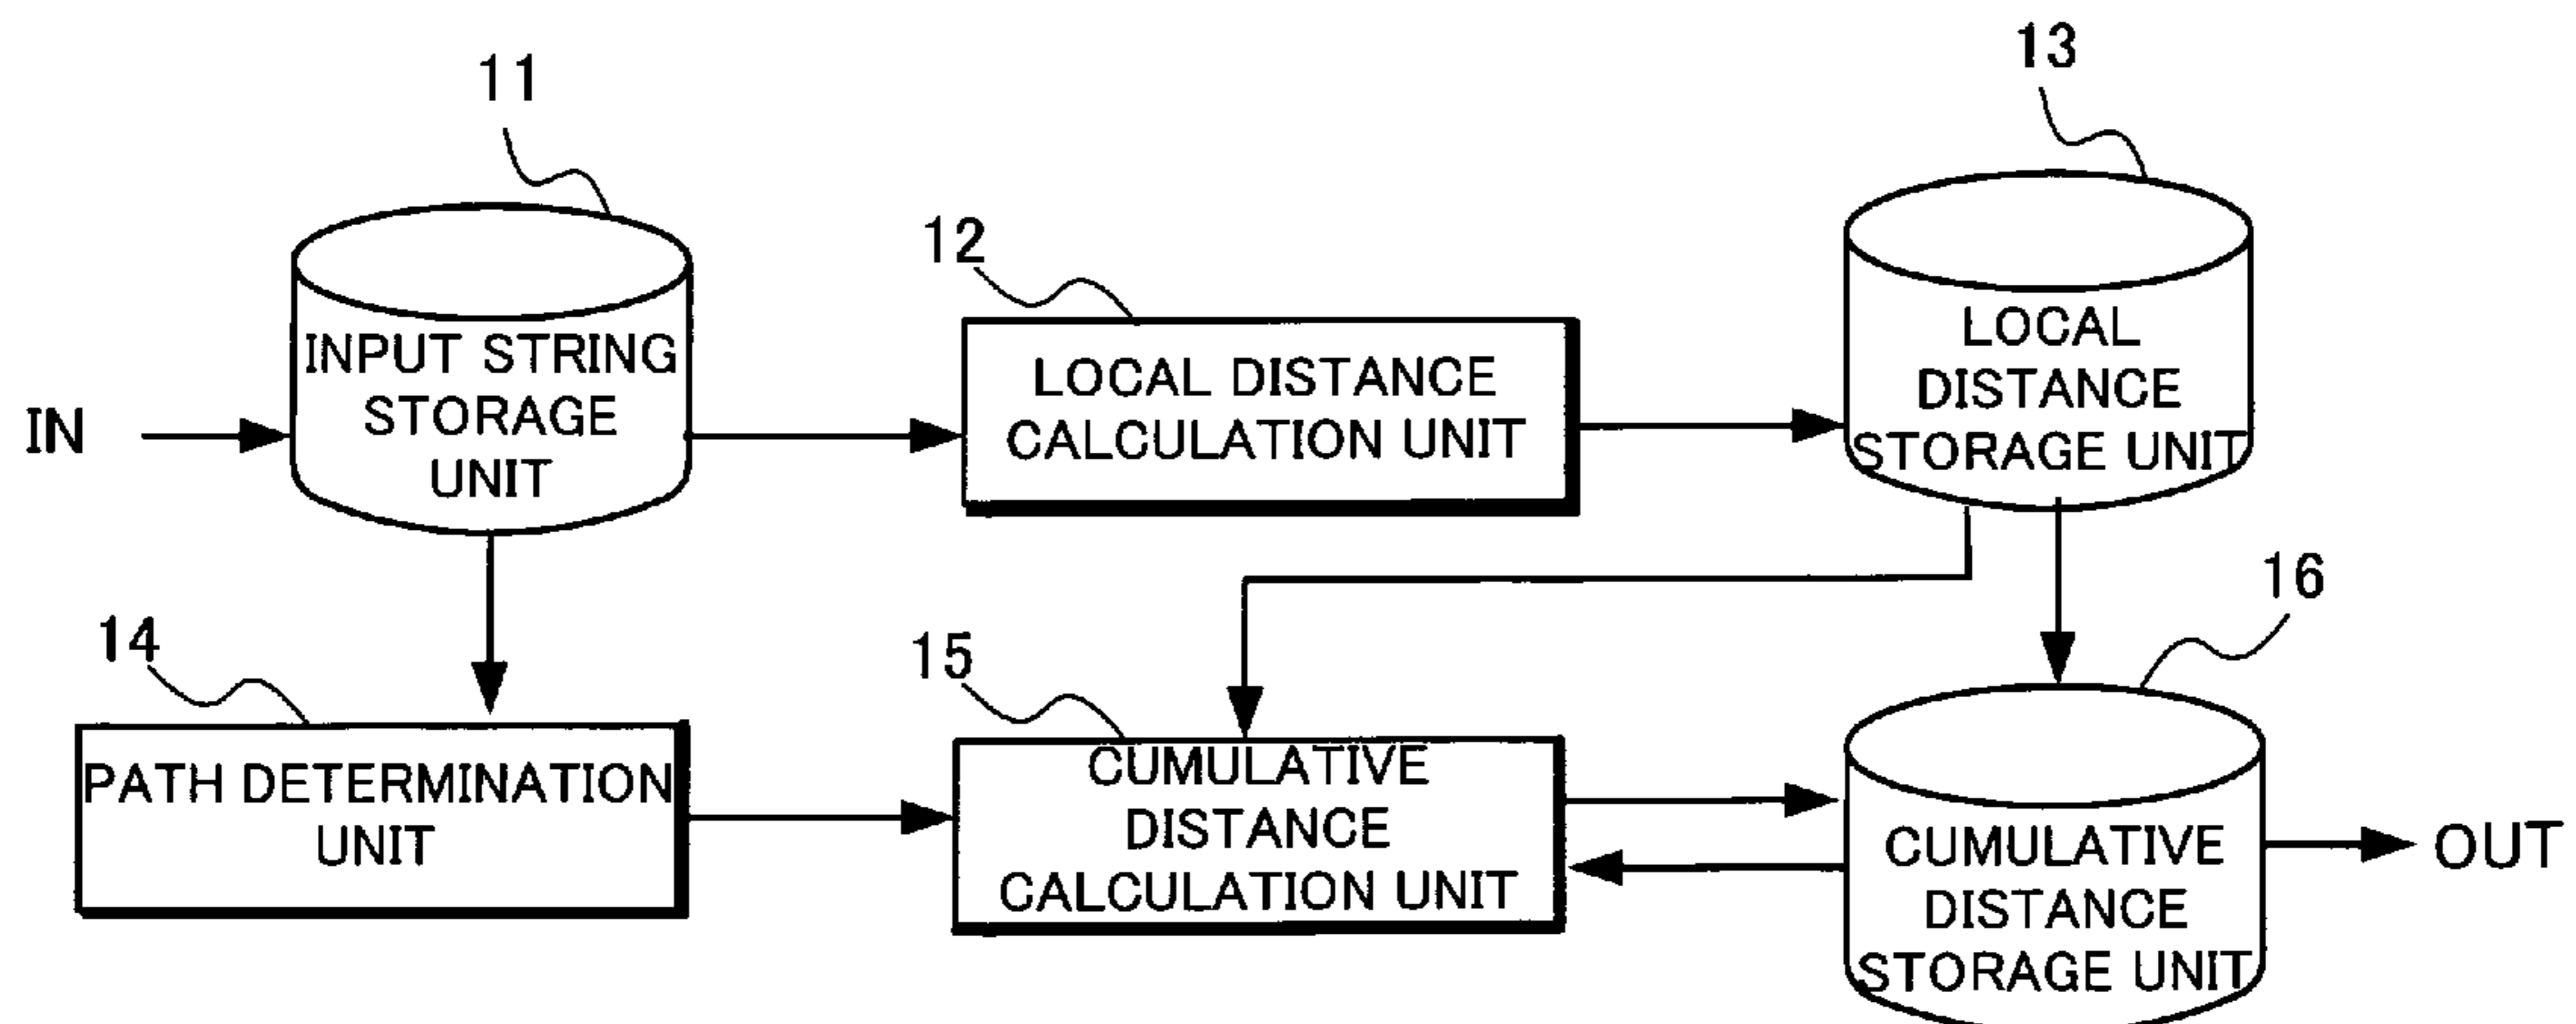 11
13
12
INPUT STRING
STORAGE
UNIT
LOCAL DISTANCE
CALCULATION UNIT
LOCAL
DISTANCE
STORAGE UNIT
IN
14
15
16
PATH DETERMINATION
UNIT
CUMULATIVE
DISTANCE
CALCULATION UNIT
CUMULATIVE
DISTANCE
STORAGE UNIT
OUT